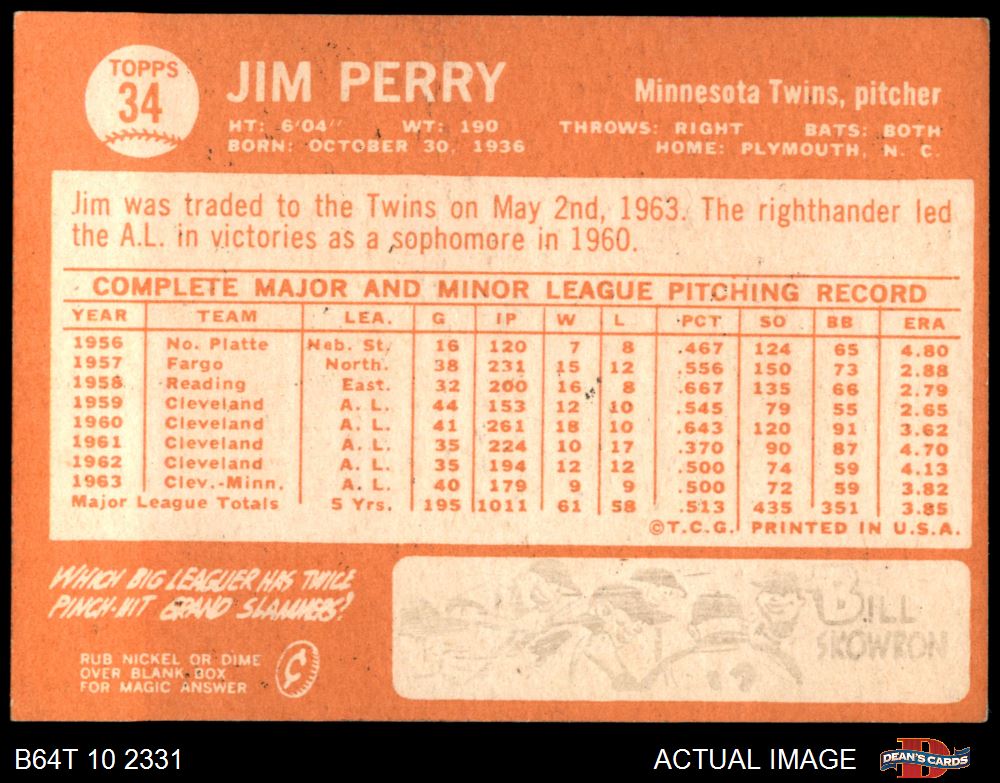 TOPPS
34
JIM PERRY
Minnesota Twins, pitcher
HT: 6'04" WT: 190 THROWS: RIGHT BATS: BOTH
BORN: OCTOBER 30, 1936 HOME: PLYMOUTH, N. C.
Jim was traded to the Twins on May 2nd, 1963. The righthander led
the A.L. in victories as a sophomore in 1960.
COMPLETE MAJOR AND MINOR LEAGUE PITCHING RECORD
YEAR TEAM LEA. G IP W L PCT SO BB ERA
1956 No. Platte Neb. St. 16 120 7 8 .467 124 65 4.80
1957 Fargo North. 38 231 15 12 .556 150 73 2.88
1958 Reading East. 32 200 16 8 .667 135 66 2.79
1959 Cleveland A. L. 44 153 12 10 .545 79 55 2.65
1960 Cleveland A. L. 41 261 18 10 .643 120 91 3.62
1961 Cleveland A. L. 35 224 10 17 .370 90 87 4.70
1962 Cleveland A. L. 35 194 12 12 .500 74 59 4.13
1963 Clev.-Minn. A. L. 40 179 9 9 .500 72 59 3.82
Major League Totals 5 Yrs. 195 1011 61 58 .513 435 351 3.85
©T.C.G. PRINTED IN U.S.A.
WHICH BIG LEAGUER HAS TWICE
PINCH-HIT GRAND SLAMMERS?
RUB NICKEL OR DIME
OVER BLANK BOX
FOR MAGIC ANSWER
BILL
SKOWRON
B64T 10 2331
ACTUAL IMAGE
DEAN'S CARDS